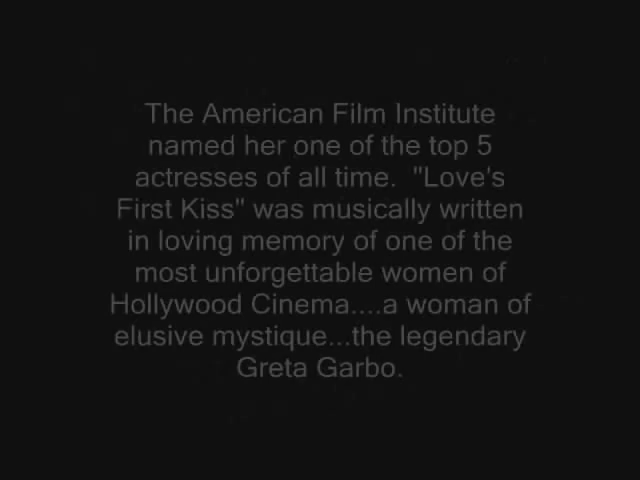 The American Film Institute
named her one of the top 5
actresses of all time.  "Love's
First Kiss" was musically written
in loving memory of one of the
most unforgettable women of
Hollywood Cinema....a woman of
elusive mystique...the legendary
Greta Garbo.